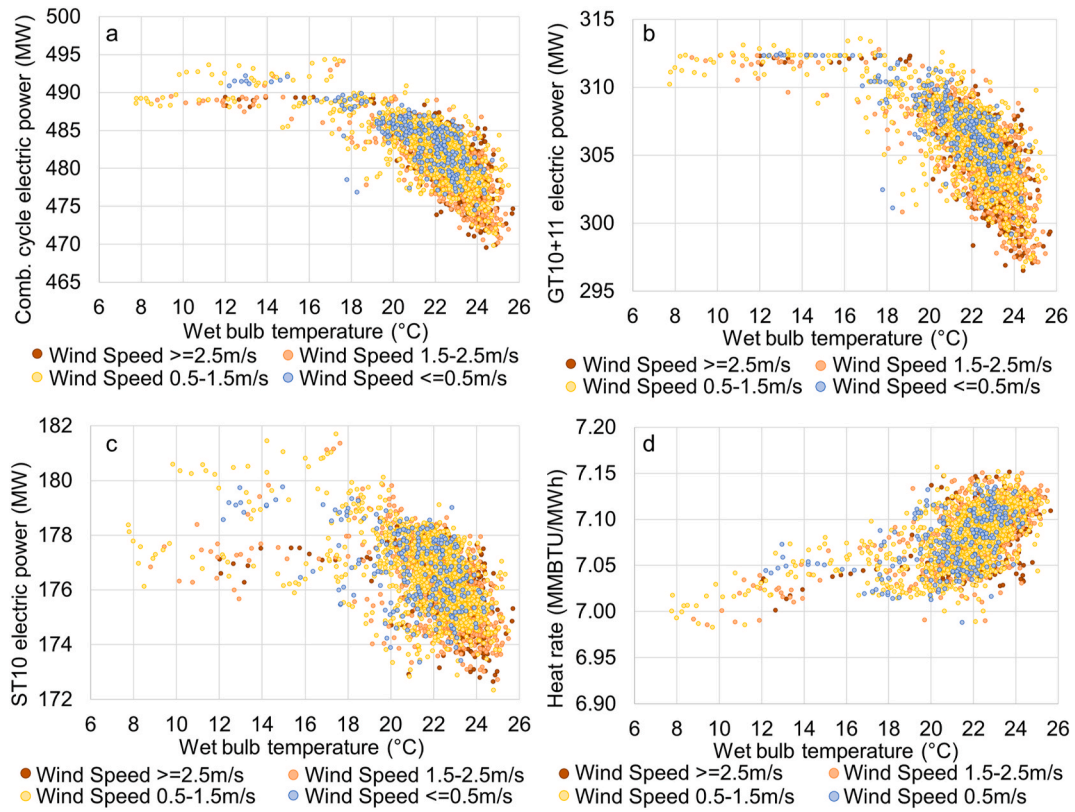 500
495
490
485
480
475
470
465
Comb. cycle electric power (MW)
a
6 8 10 12 14 16 18 20 22 24 26
Wet bulb temperature (°C)
Wind Speed >=2.5m/s Wind Speed 1.5-2.5m/s
Wind Speed 0.5-1.5m/s Wind Speed <=0.5m/s
315
310
305
300
295
GT10+11 electric power (MW)
b
6 8 10 12 14 16 18 20 22 24 26
Wet bulb temperature (°C)
Wind Speed >=2.5m/s Wind Speed 1.5-2.5m/s
Wind Speed 0.5-1.5m/s Wind Speed <=0.5m/s
182
180
178
176
174
172
ST10 electric power (MW)
c
6 8 10 12 14 16 18 20 22 24 26
Wet bulb temperature (°C)
Wind Speed >=2.5m/s Wind Speed 1.5-2.5m/s
Wind Speed 0.5-1.5m/s Wind Speed <=0.5m/s
7.20
7.15
7.10
7.05
7.00
6.95
6.90
Heat rate (MMBTU/MWh)
d
6 8 10 12 14 16 18 20 22 24 26
Wet bulb temperature (°C)
Wind Speed >=2.5m/s Wind Speed 1.5-2.5m/s
Wind Speed 0.5-1.5m/s Wind Speed 0.5m/s